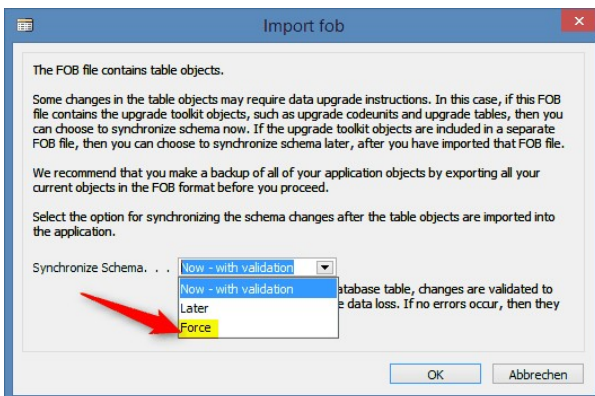 Import fob
The FOB file contains table objects.
Some changes in the table objects may require data upgrade instructions. In this case, if this FOB
file contains the upgrade toolkit objects, such as upgrade codeunits and upgrade tables, then you
can choose to synchronize schema now. If the upgrade toolkit objects are included in a separate
FOB file, then you can choose to synchronize schema later, after you have imported that FOB file.
We recommend that you make a backup of all of your application objects by exporting all your
current objects in the FOB format before you proceed.
Select the option for synchronizing the schema changes after the table objects are imported into
the application.
Synchronize Schema. . . Now - with validation
Now - with validation
Later
Force
atabase table, changes are validated to
e data loss. If no errors occur, then they
OK
Abbrechen